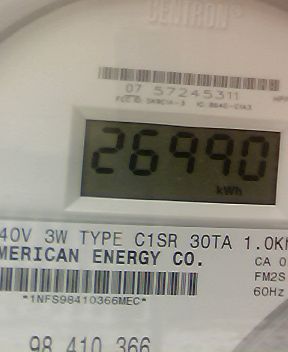 CENTRON®
07 57245311
26990
kWh
40V 3W TYPE C1SR 30TA 1.0Kh
MERICAN ENERGY CO.
CA 0
FM2S
60Hz
*1NFS98410366MEC*
98 410 366